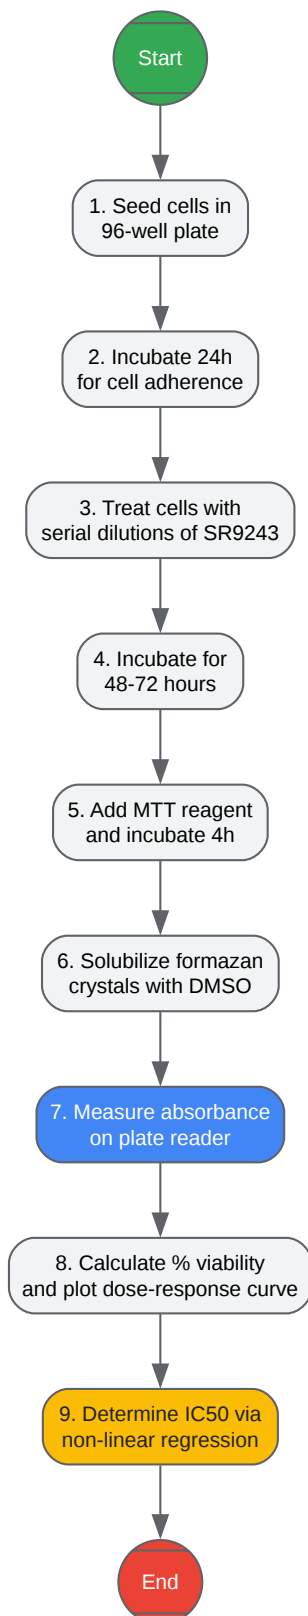 Start
1. Seed cells in
96-well plate
2. Incubate 24h
for cell adherence
3. Treat cells with
serial dilutions of SR9243
4. Incubate for
48-72 hours
5. Add MTT reagent
and incubate 4h
6. Solubilize formazan
crystals with DMSO
7. Measure absorbance
on plate reader
8. Calculate % viability
and plot dose-response curve
9. Determine IC50 via
non-linear regression
End